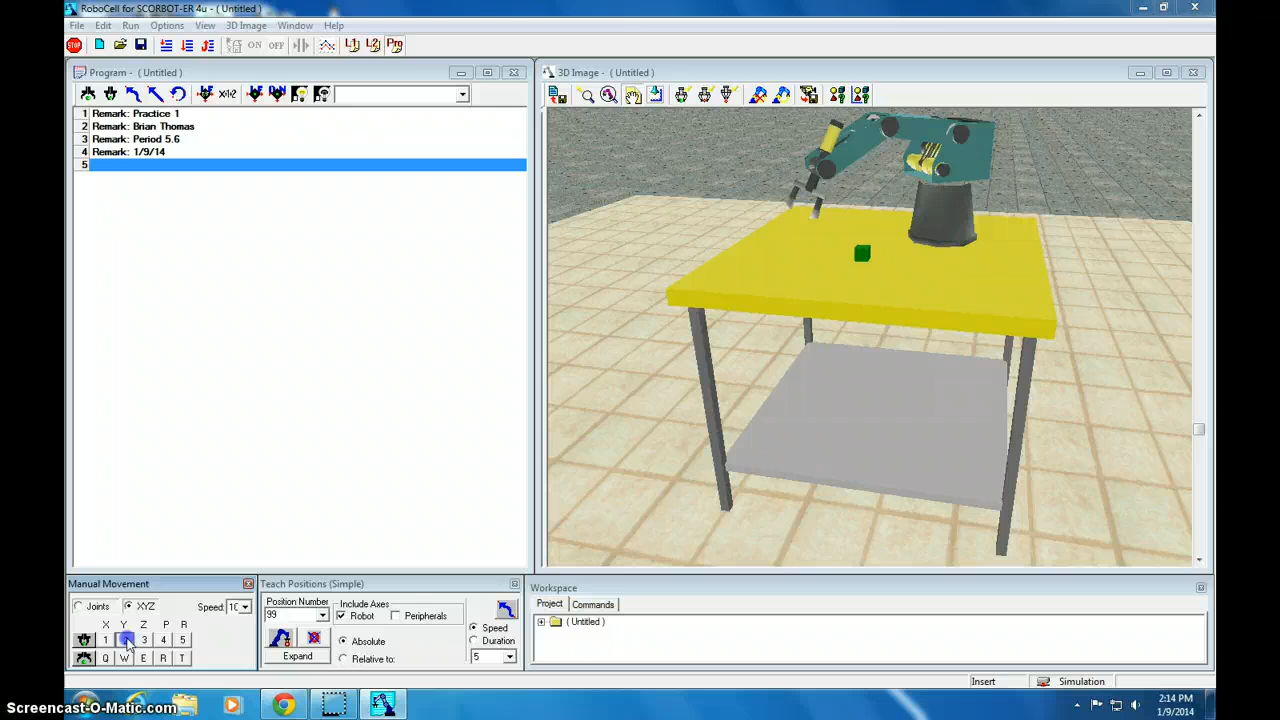 RoboCell for SCORBOT-ER 4u - ( Untitled )
File Edit Run Options View 3D Image Window Help
STOP ON OFF Prg
Program - ( Untitled )
3D Image - ( Untitled )
1 Remark: Practice 1
2 Remark: Brian Thomas
3 Remark: Period 5.6
4 Remark: 1/9/14
5
Manual Movement
Joints XYZ Speed: 10
X Y Z P R
1 2 3 4 5
Q W E R T
Teach Positions (Simple)
Position Number
99
Include Axes
Robot Peripherals
Absolute
Relative to:
Expand
Speed
Duration
5
Workspace
Project Commands
( Untitled )
Insert Simulation
Screencast-O-Matic.com
2:14 PM
1/9/2014